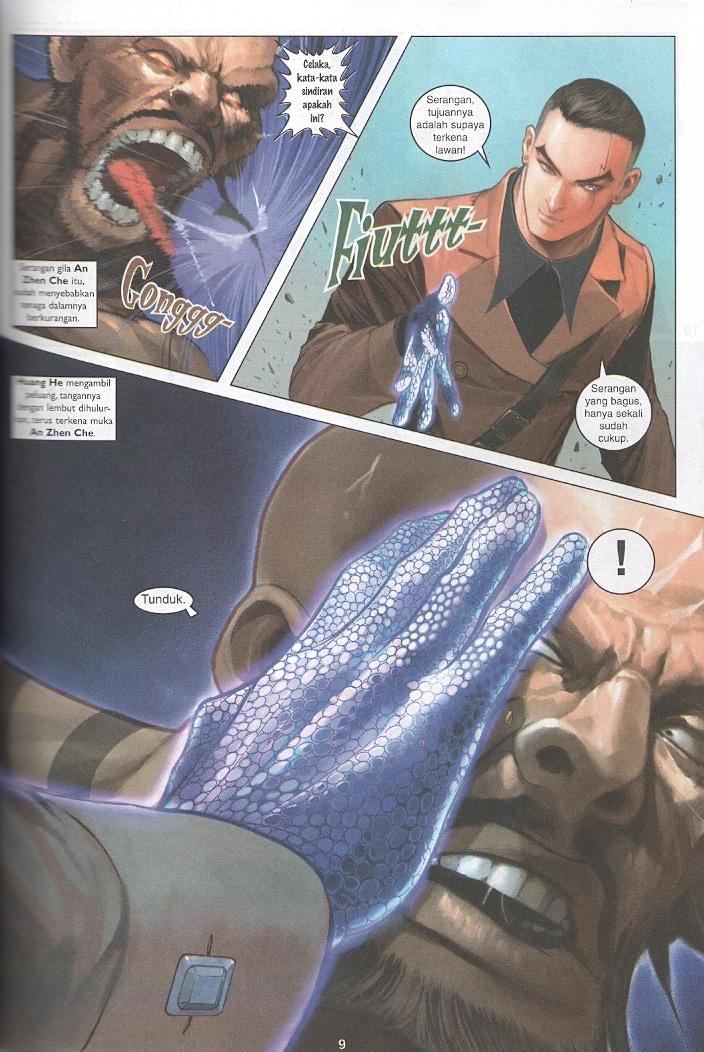 Celaka,
kata-kata
sindiran
apakah
ini?
Serangan gila An
Zhen Che itu,
sudah menyebabkan
tenaga dalamnya
berkurangan.
Gonggg-
Serangan,
tujuannya
adalah supaya
terkena
lawan!
Fiuttt-
Serangan
yang bagus,
hanya sekali
sudah
cukup.
Huang He mengambil
peluang, tangannya
dengan lembut dihulur-
kan, terus terkena muka
An Zhen Che.
Tunduk.
!
9